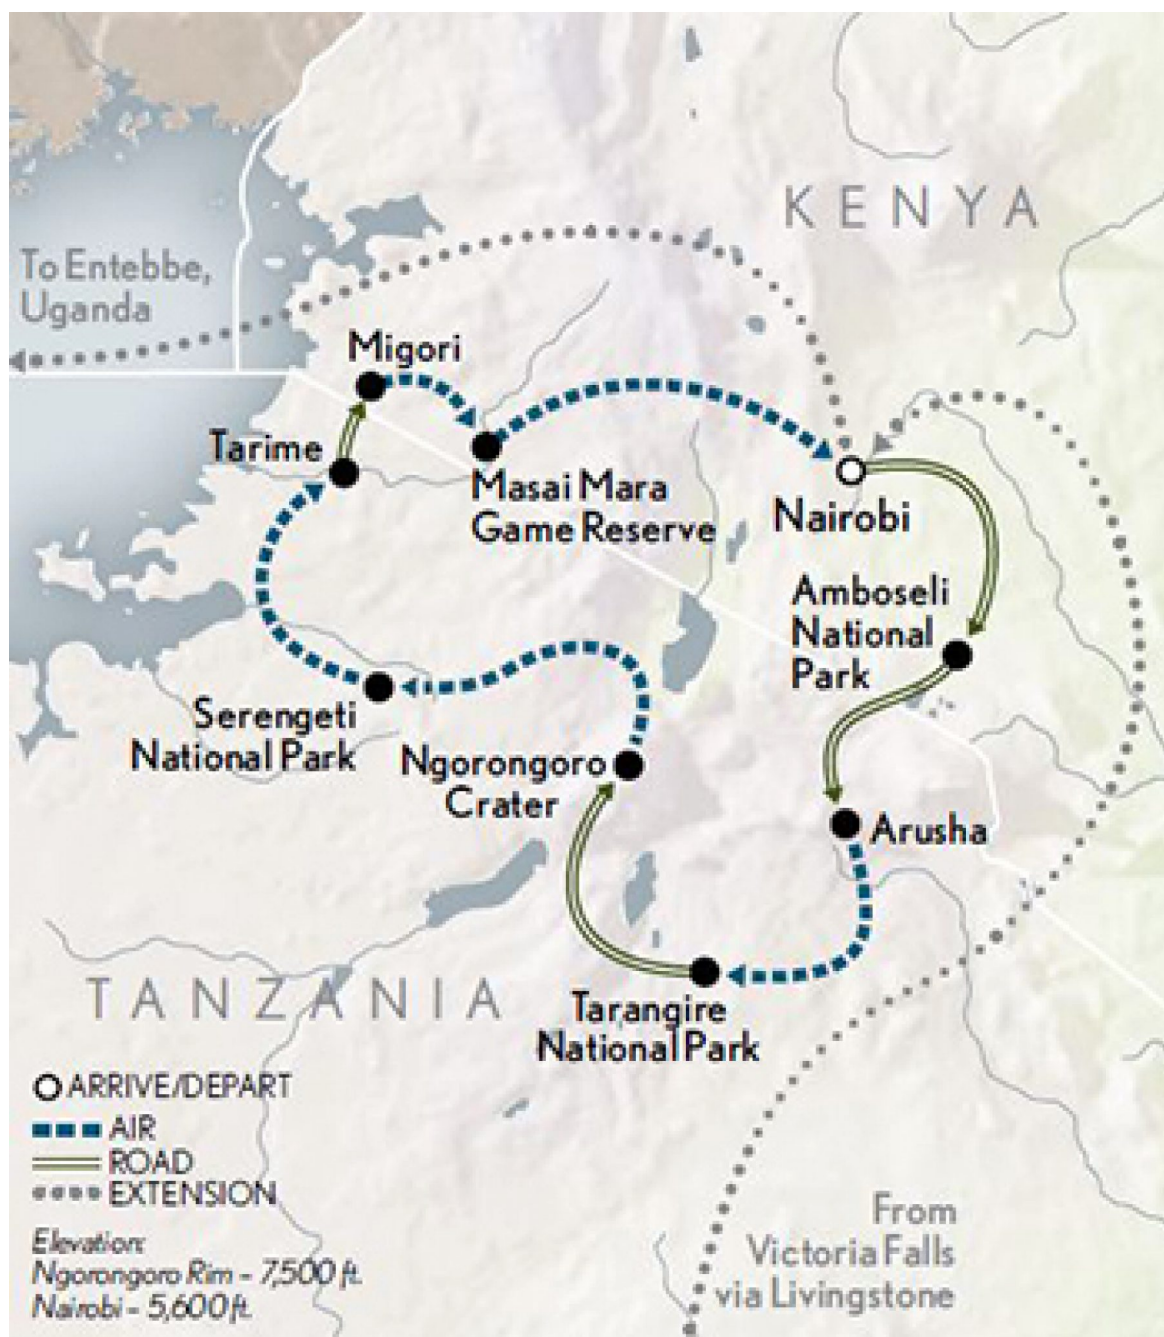 KENYA
To Entebbe,
Uganda
Migori
Tarime
Masai Mara
Game Reserve
Nairobi
Amboseli
National
Park
Serengeti
National Park
Ngorongoro
Crater
Arusha
TANZANIA
Tarangire
National Park
ARRIVE/DEPART
AIR
ROAD
EXTENSION
Elevation:
Ngorongoro Rim – 7,500 ft.
Nairobi – 5,600 ft.
From
Victoria Falls
via Livingstone